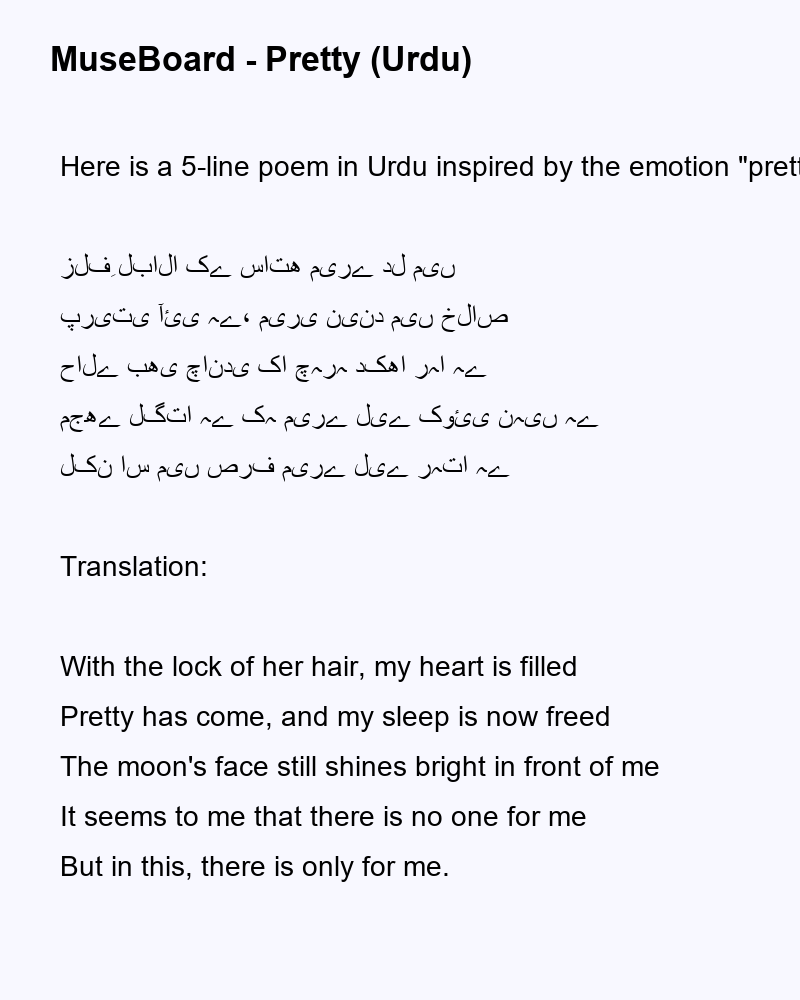 MuseBoard - Pretty (Urdu)
Here is a 5-line poem in Urdu inspired by the emotion "prett
زلفِ لبالا کے ساتھ میرے دل میں
پریتی آئی ہے، میری نیند میں خلاص
حالے بھی چاندی کا چہرہ دکھا رہا ہے
مجھے لگتا ہے کہ میرے لیے کوئی نہیں ہے
لکن اس میں صرف میرے لیے رہتا ہے
Translation:
With the lock of her hair, my heart is filled
Pretty has come, and my sleep is now freed
The moon's face still shines bright in front of me
It seems to me that there is no one for me
But in this, there is only for me.